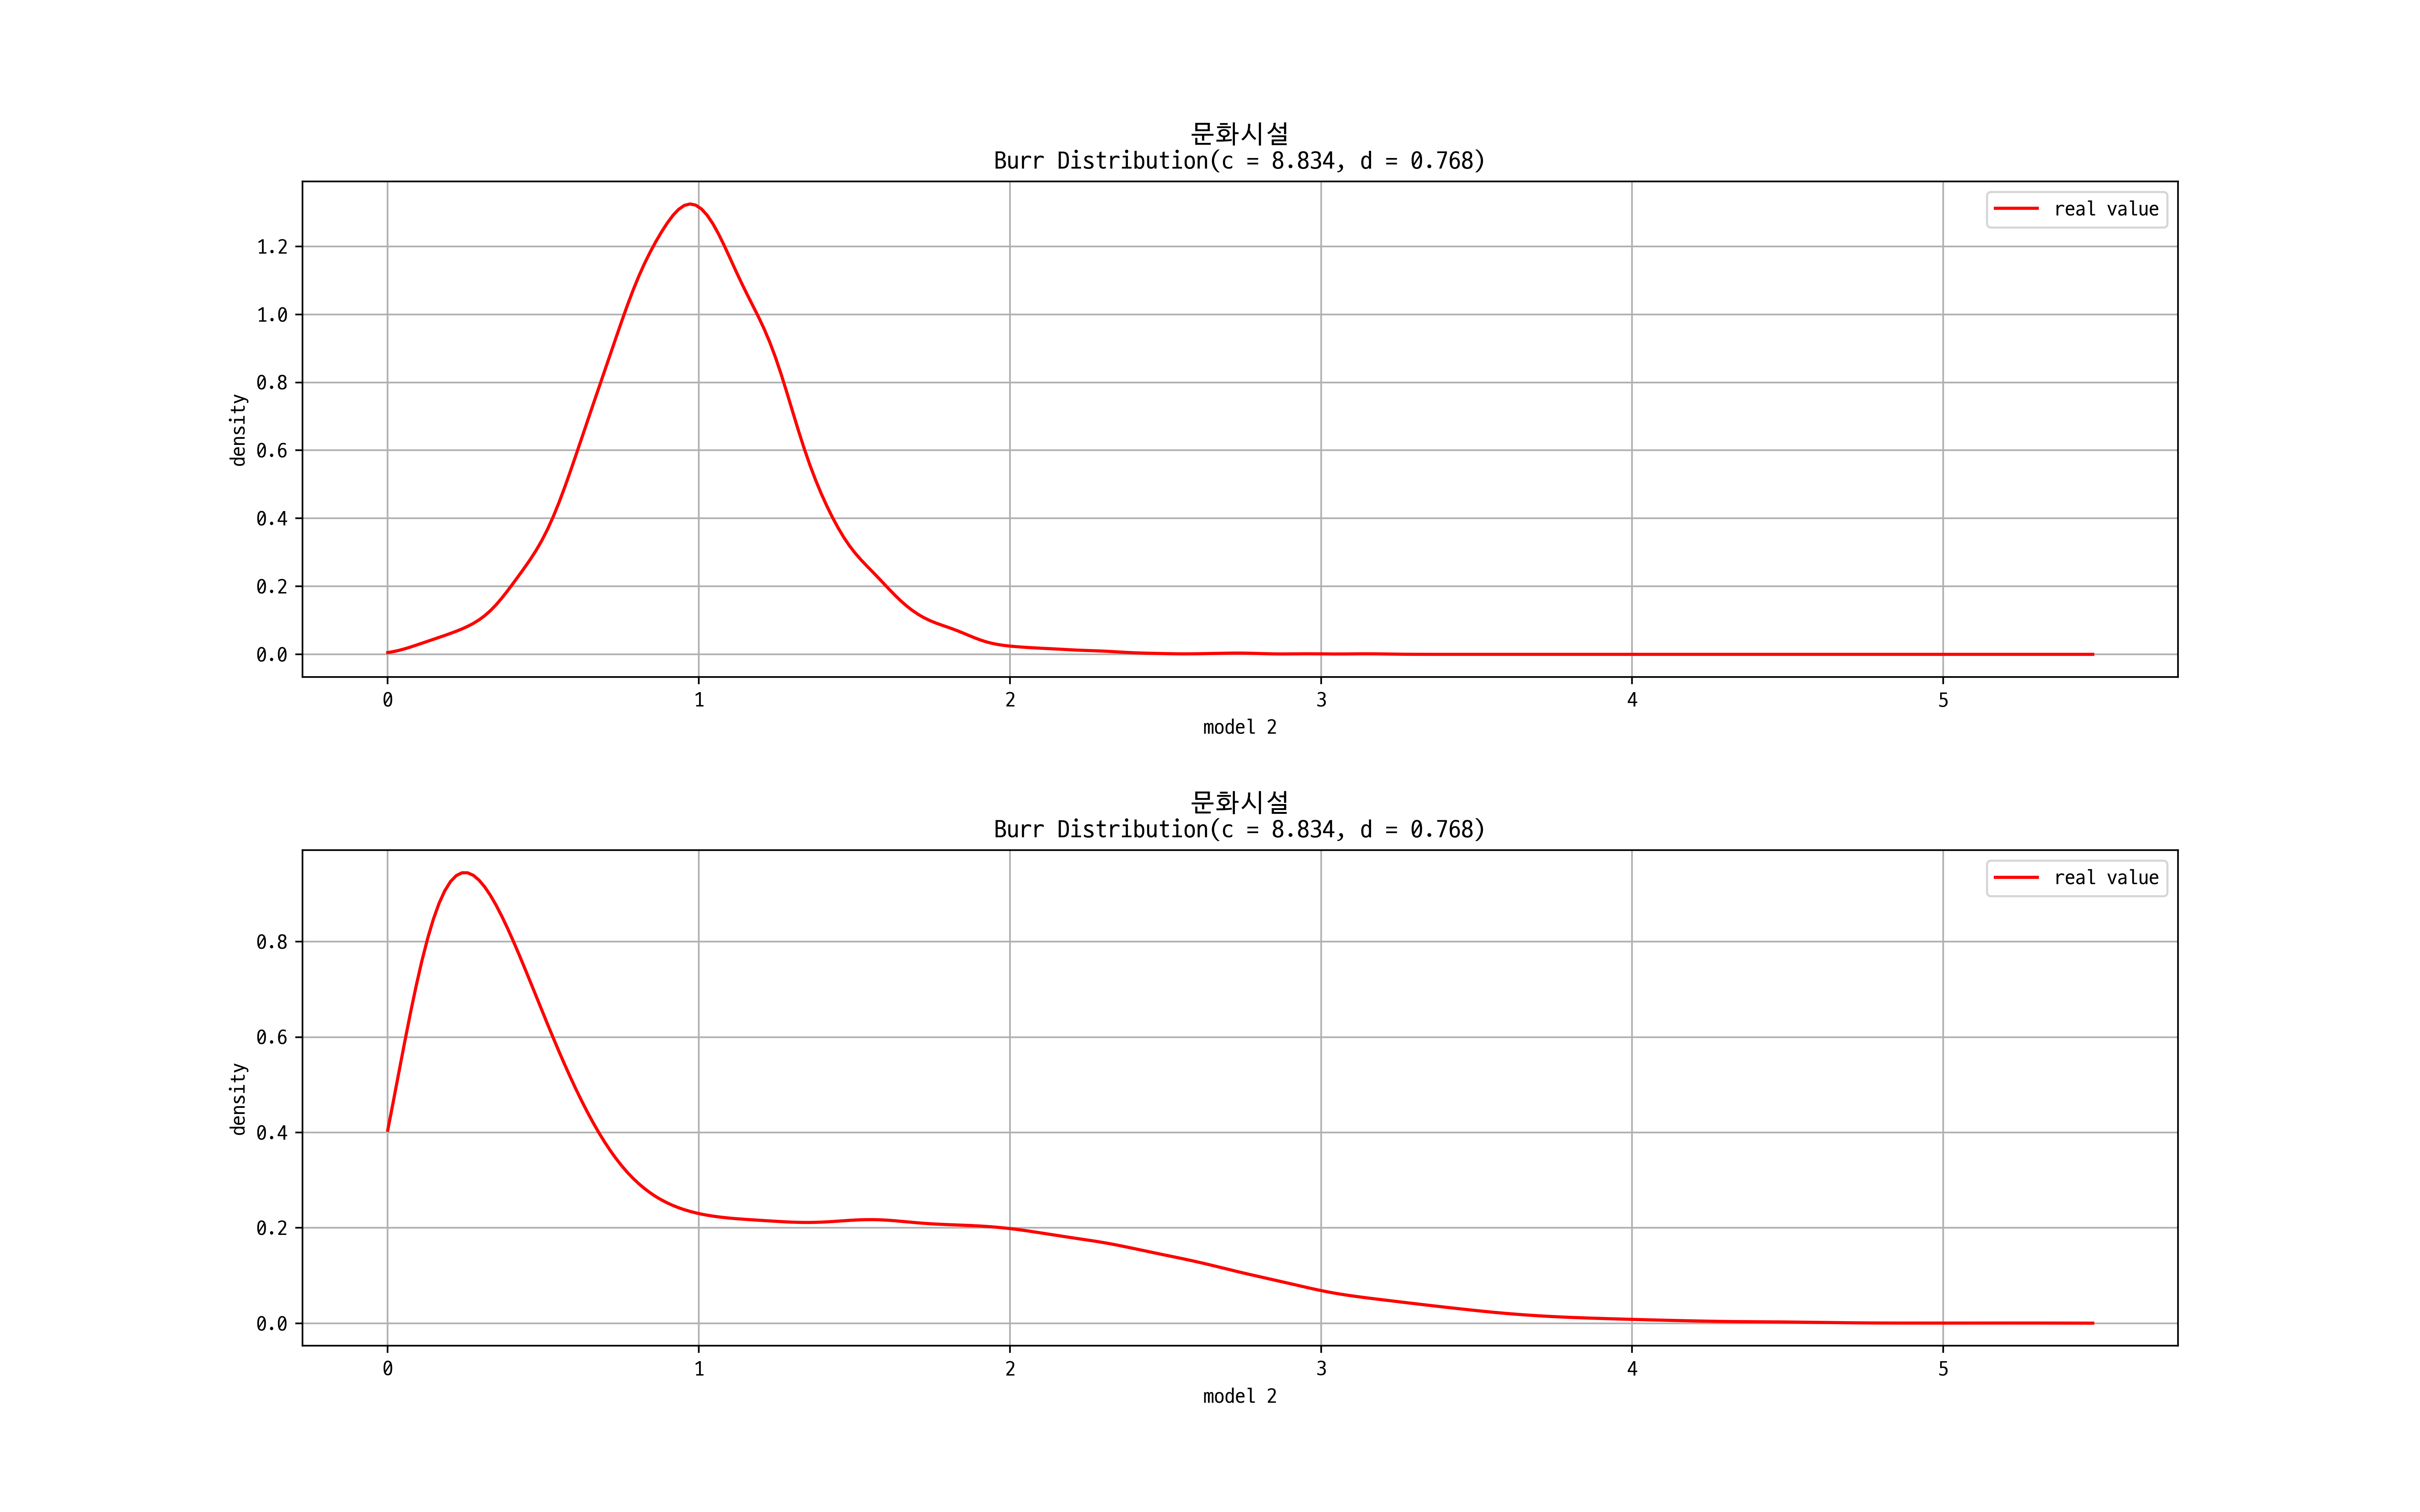 문화시설
Burr Distribution(c = 8.834, d = 0.768)
real value
1.2
1.0
0.8
0.6
0.4
0.2
0.0
density
0 1 2 3 4 5
model 2
문화시설
Burr Distribution(c = 8.834, d = 0.768)
real value
0.8
0.6
0.4
0.2
0.0
density
0 1 2 3 4 5
model 2